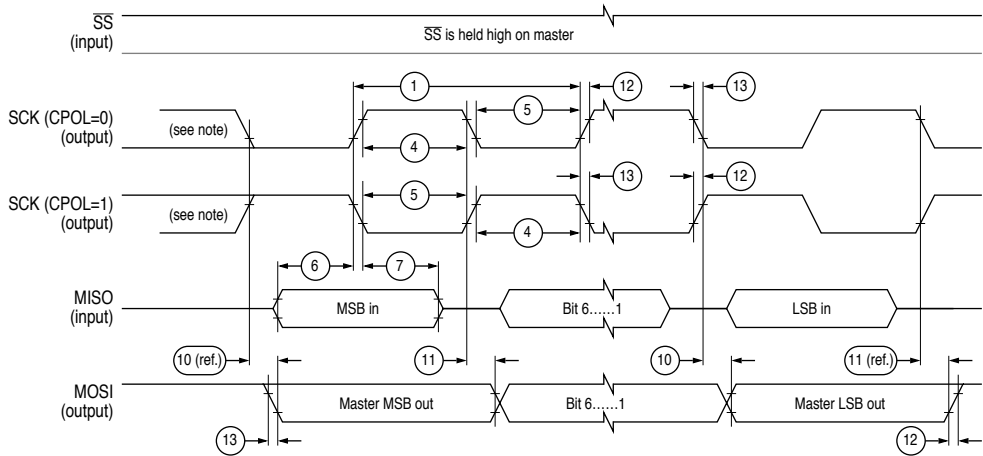 SS
(input)
SS is held high on master
1
12
13
5
SCK (CPOL=0)
(output)
(see note)
4
13
12
SCK (CPOL=1)
(output)
(see note)
5
4
6
7
MISO
(input)
MSB in
Bit 6......1
LSB in
10 (ref.)
11
10
11 (ref.)
MOSI
(output)
Master MSB out
Bit 6......1
Master LSB out
13
12